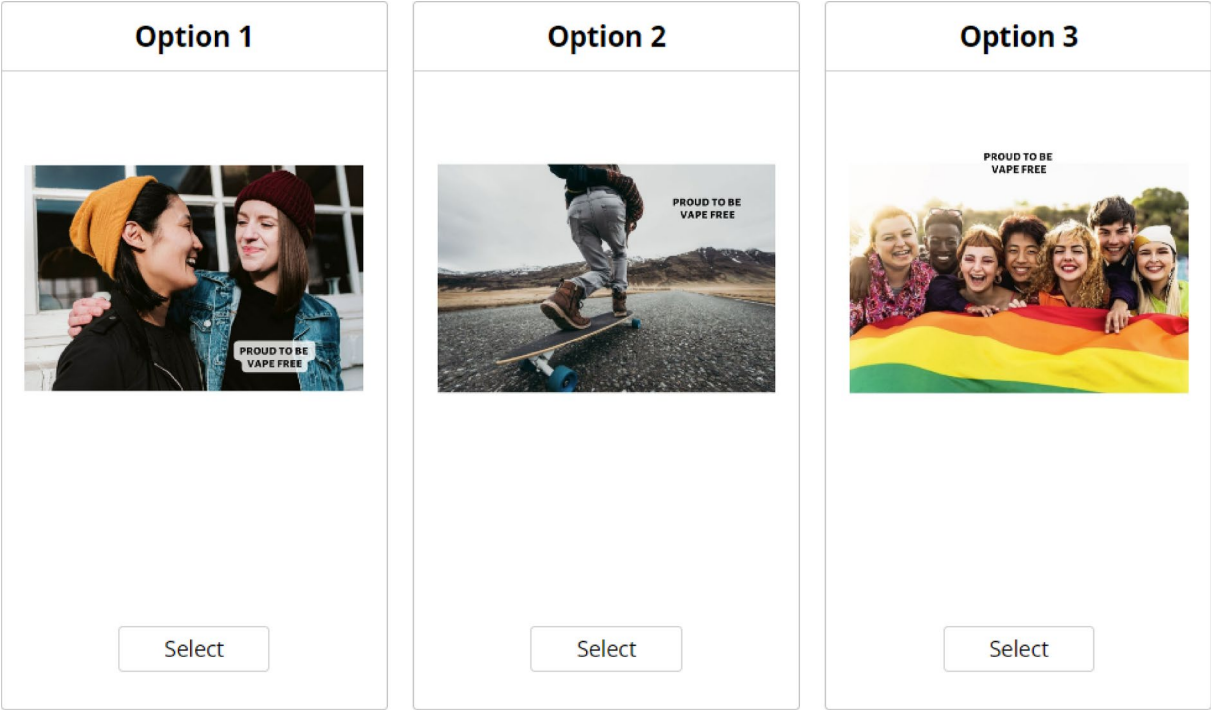 Option 1
PROUD TO BE
VAPE FREE
Select
Option 2
PROUD TO BE
VAPE FREE
Select
Option 3
PROUD TO BE
VAPE FREE
Select